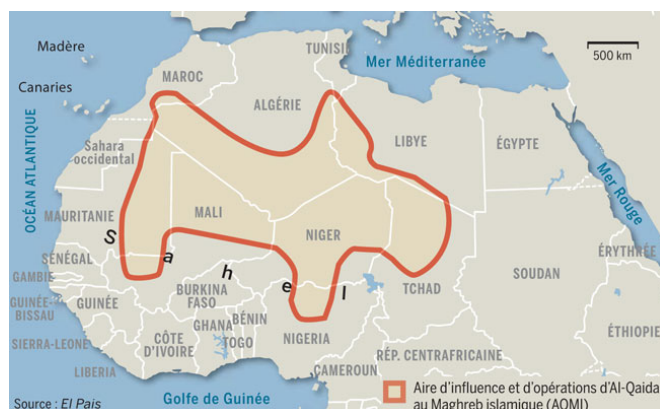 Madère
Canaries
OCÉAN ATLANTIQUE
MAROC
TUNISI
Mer Méditerranée
500 km
ALGÉRIE
LIBYE
ÉGYPTE
Sahara
occidental
Mer Rouge
MAURITANIE
MALI
NIGER
S a h e l
SÉNÉGAL
GAMBIE
GUINÉE-
BISSAU
GUINÉE
BURKINA
FASO
TCHAD
SOUDAN
ÉRYTHRÉE
SIERRA-LEONE
CÔTE
D'IVOIRE
GHANA
BÉNIN
TOGO
NIGERIA
ÉTHIOPIE
LIBERIA
CAMEROUN
RÉP. CENTRAFRICAINE
Source : El Pais
Golfe de Guinée
Aire d'influence et d'opérations d'Al-Qaida
au Maghreb islamique (AQMI)